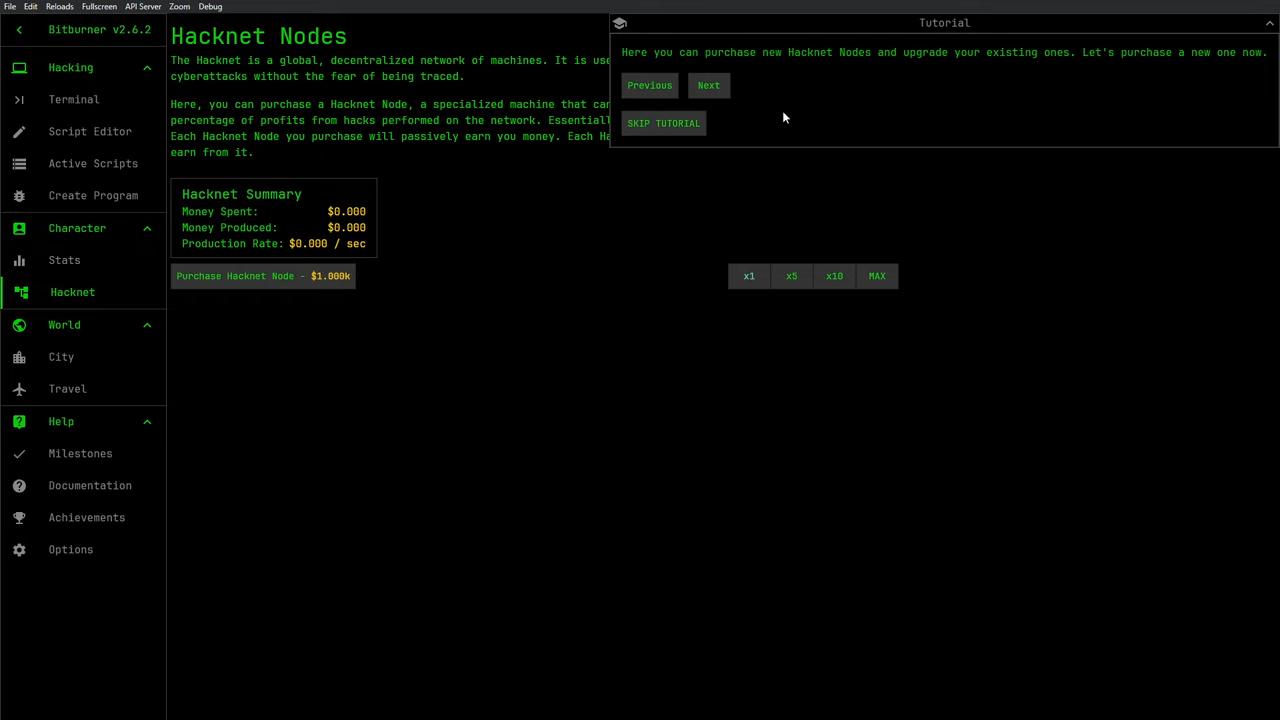 File Edit Reloads Fullscreen API Server Zoom Debug
Bitburner v2.6.2
Hacking
Terminal
Script Editor
Active Scripts
Create Program
Character
Stats
Hacknet
World
City
Travel
Help
Milestones
Documentation
Achievements
Options
Hacknet Nodes
The Hacknet is a global, decentralized network of machines. It is use
cyberattacks without the fear of being traced.
Here, you can purchase a Hacknet Node, a specialized machine that can
percentage of profits from hacks performed on the network. Essentiall
Each Hacknet Node you purchase will passively earn you money. Each Ha
earn from it.
Hacknet Summary
Money Spent: $0.000
Money Produced: $0.000
Production Rate: $0.000 / sec
Purchase Hacknet Node - $1.000k
x1 x5 x10 MAX
Tutorial
Here you can purchase new Hacknet Nodes and upgrade your existing ones. Let's purchase a new one now.
Previous Next
SKIP TUTORIAL